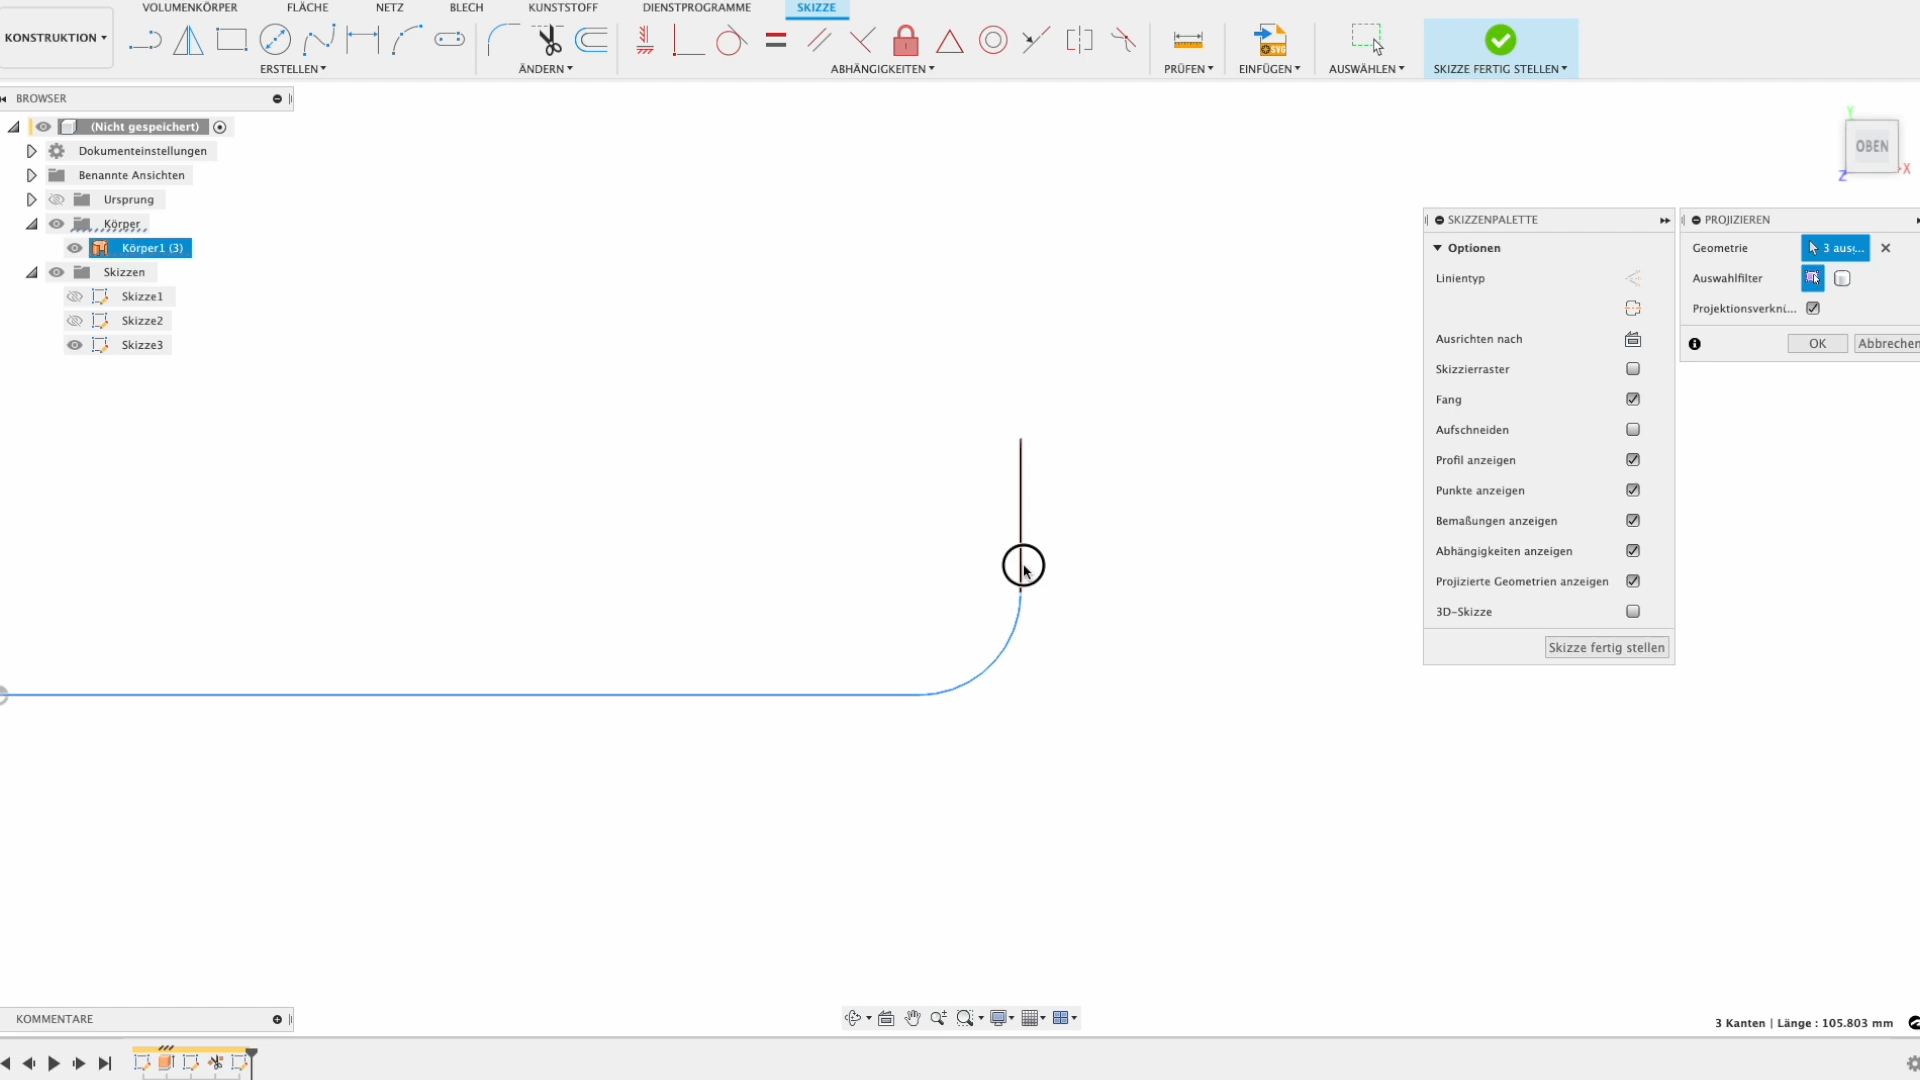 VOLUMENKÖRPER FLÄCHE NETZ BLECH KUNSTSTOFF DIENSTPROGRAMME SKIZZE
KONSTRUKTION
SVG
ERSTELLEN ÄNDERN ABHÄNGIGKEITEN PRÜFEN EINFÜGEN AUSWÄHLEN SKIZZE FERTIG STELLEN
BROWSER
(Nicht gespeichert)
Dokumenteinstellungen
Benannte Ansichten
Ursprung
Körper
Körper1 (3)
Skizzen
Skizze1
Skizze2
Skizze3
Y
OBEN
X
Z
SKIZZENPALETTE
Optionen
Linientyp
Ausrichten nach
Skizzierraster
Fang
Aufschneiden
Profil anzeigen
Punkte anzeigen
Bemaßungen anzeigen
Abhängigkeiten anzeigen
Projizierte Geometrien anzeigen
3D-Skizze
Skizze fertig stellen
PROJIZIEREN
Geometrie 3 aus...
Auswahlfilter
Projektionsverkni...
OK Abbrechen
KOMMENTARE
3 Kanten | Länge : 105.803 mm